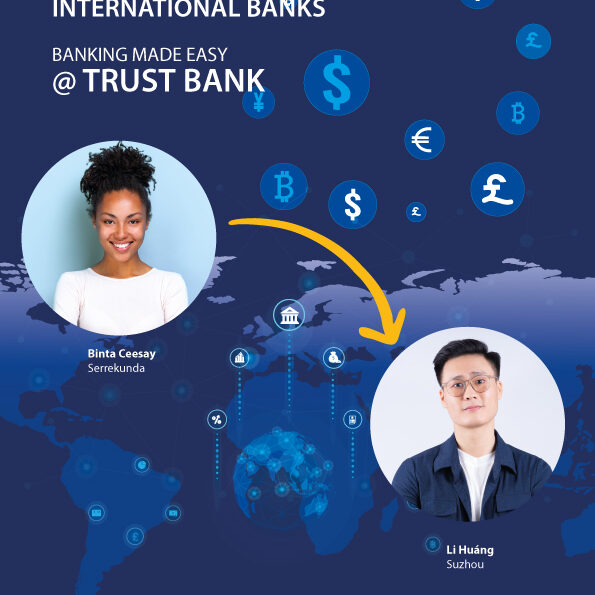 INTERNATIONAL BANKS
BANKING MADE EASY
@ TRUST BANK
Binta Ceesay
Serrekunda
Li Huáng
Suzhou